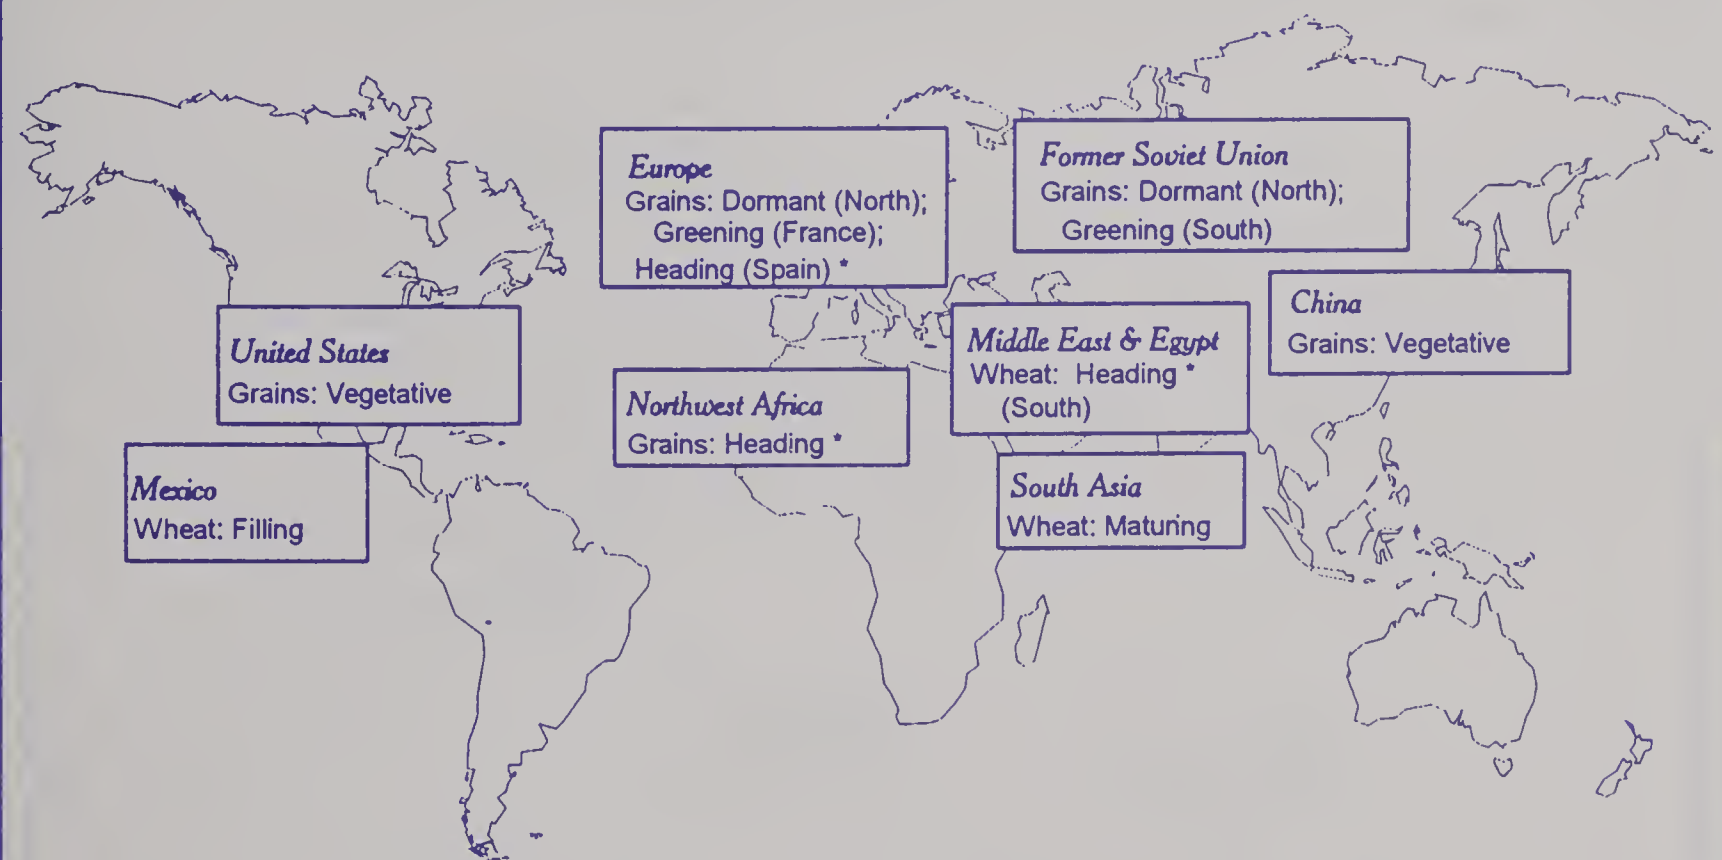 Europe
Grains: Dormant (North);
Greening (France);
Heading (Spain) *
Former Soviet Union
Grains: Dormant (North);
Greening (South)
United States
Grains: Vegetative
China
Grains: Vegetative
Middle East & Egypt
Wheat: Heading *
(South)
Northwest Africa
Grains: Heading *
Mexico
Wheat: Filling
South Asia
Wheat: Maturing